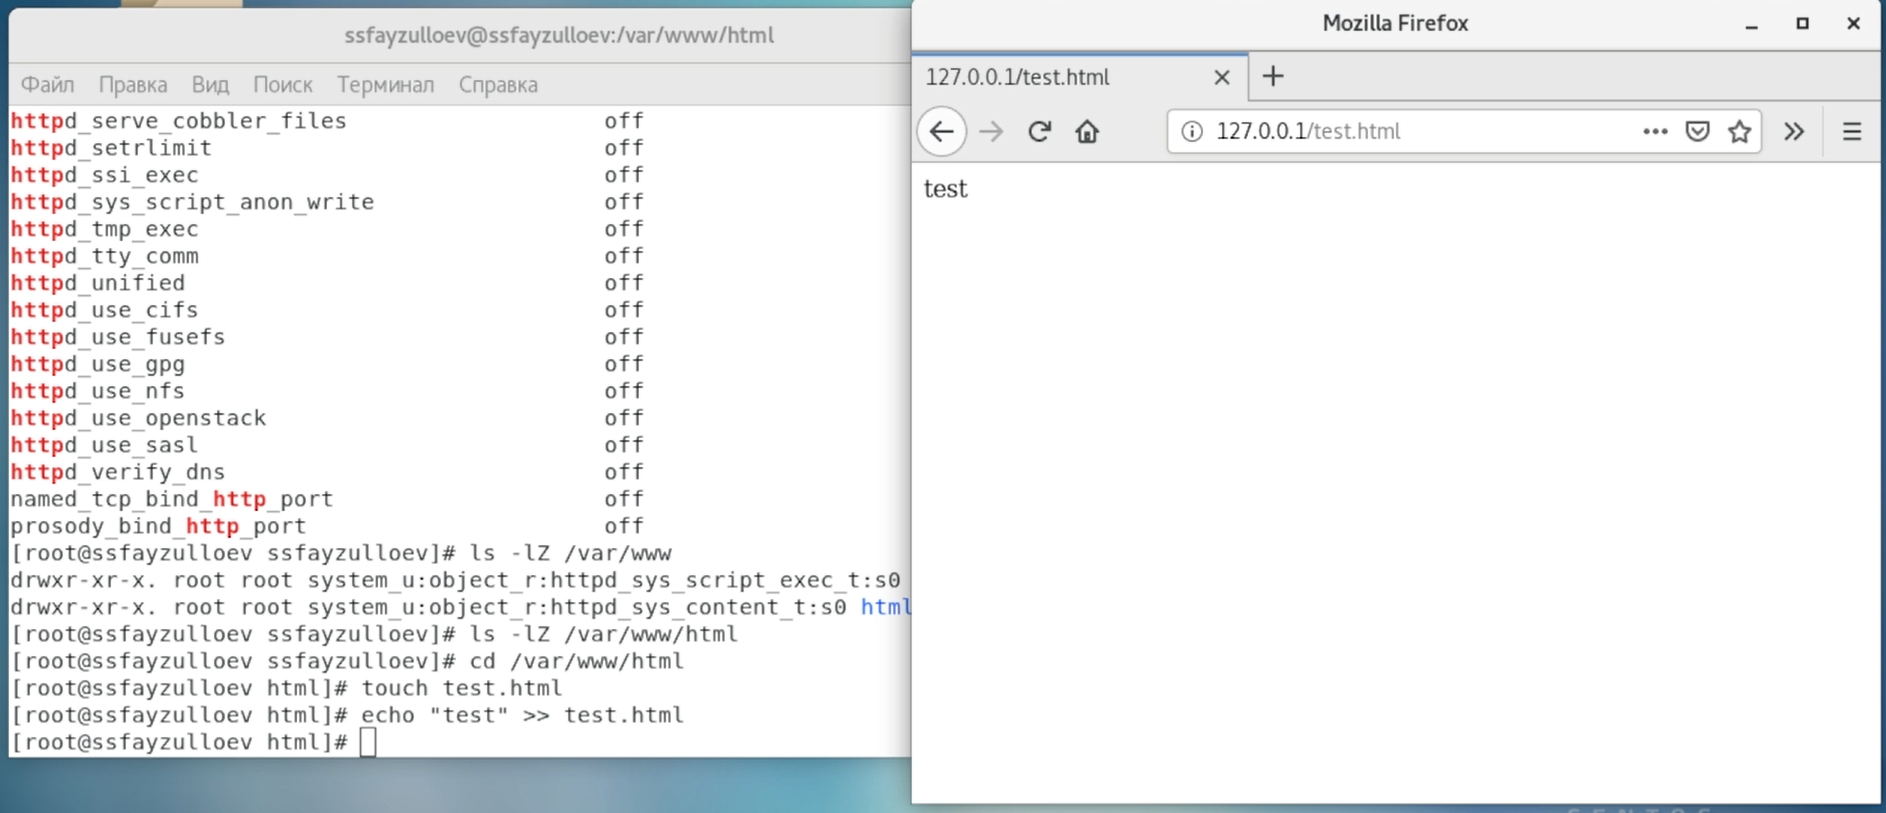 ssfayzulloev@ssfayzulloev:/var/www/html
Файл Правка Вид Поиск Терминал Справка
httpd_serve_cobbler_files off
httpd_setrlimit off
httpd_ssi_exec off
httpd_sys_script_anon_write off
httpd_tmp_exec off
httpd_tty_comm off
httpd_unified off
httpd_use_cifs off
httpd_use_fusefs off
httpd_use_gpg off
httpd_use_nfs off
httpd_use_openstack off
httpd_use_sasl off
httpd_verify_dns off
named_tcp_bind_http_port off
prosody_bind_http_port off
[root@ssfayzulloev ssfayzulloev]# ls -lZ /var/www
drwxr-xr-x. root root system_u:object_r:httpd_sys_script_exec_t:s0
drwxr-xr-x. root root system_u:object_r:httpd_sys_content_t:s0 html
[root@ssfayzulloev ssfayzulloev]# ls -lZ /var/www/html
[root@ssfayzulloev ssfayzulloev]# cd /var/www/html
[root@ssfayzulloev html]# touch test.html
[root@ssfayzulloev html]# echo "test" >> test.html
[root@ssfayzulloev html]#
Mozilla Firefox
127.0.0.1/test.html
127.0.0.1/test.html
test